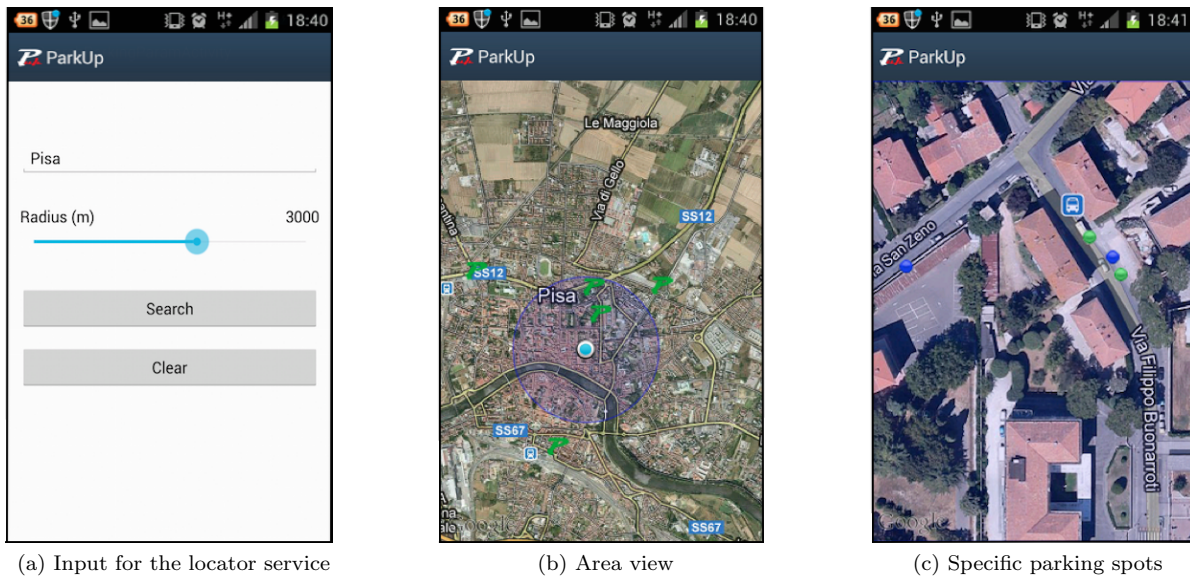 36
18:40
ParkUp
Pisa
Radius (m)
3000
Search
Clear
(a) Input for the locator service
36
18:40
ParkUp
Le Maggiola
Via di Gello
SS12
SS12
Pisa
SS67
SS67
(b) Area view
36
18:41
ParkUp
Via San Zeno
Via Filippo Buonarroti
(c) Specific parking spots